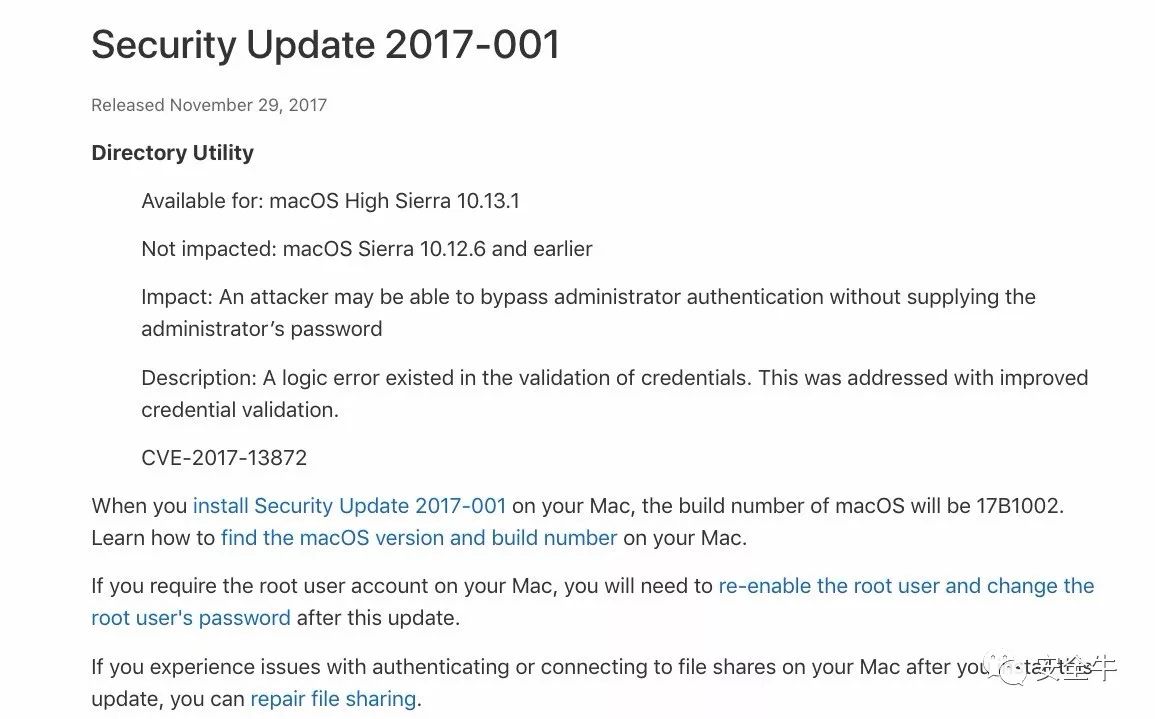 Security Update 2017-001
Released November 29, 2017
Directory Utility
Available for: macOS High Sierra 10.13.1
Not impacted: macOS Sierra 10.12.6 and earlier
Impact: An attacker may be able to bypass administrator authentication without supplying the
administrator’s password
Description: A logic error existed in the validation of credentials. This was addressed with improved
credential validation.
CVE-2017-13872
When you install Security Update 2017-001 on your Mac, the build number of macOS will be 17B1002.
Learn how to find the macOS version and build number on your Mac.
If you require the root user account on your Mac, you will need to re-enable the root user and change the
root user's password after this update.
If you experience issues with authenticating or connecting to file shares on your Mac after you
update, you can repair file sharing.
安全牛